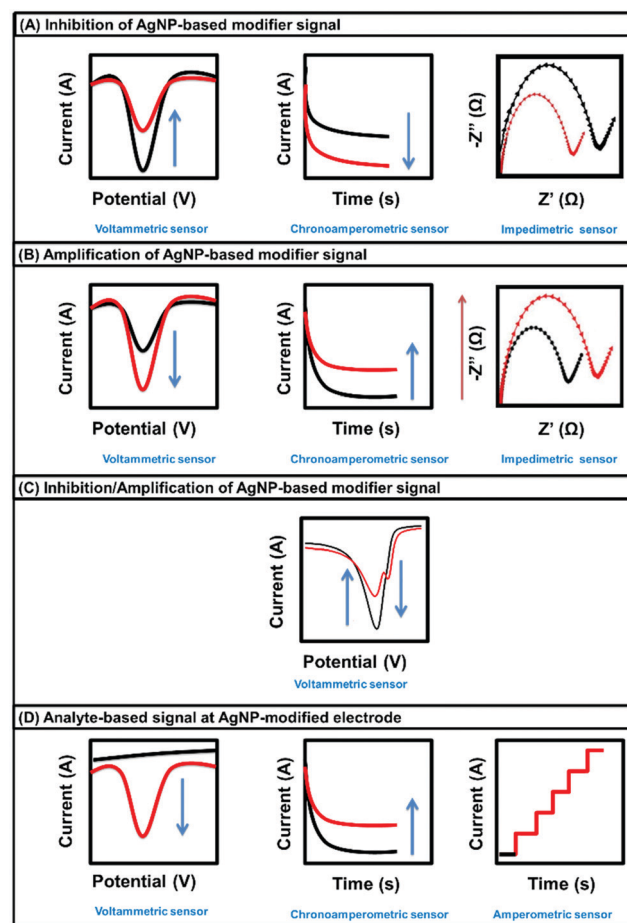 (A) Inhibition of AgNP-based modifier signal
Current (A)
Potential (V)
Voltammetric sensor
Current (A)
Time (s)
Chronoamperometric sensor
-Z'' (Ω)
Z' (Ω)
Impedimetric sensor
(B) Amplification of AgNP-based modifier signal
Current (A)
Potential (V)
Voltammetric sensor
Current (A)
Time (s)
Chronoamperometric sensor
-Z'' (Ω)
Z' (Ω)
Impedimetric sensor
(C) Inhibition/Amplification of AgNP-based modifier signal
Current (A)
Potential (V)
Voltammetric sensor
(D) Analyte-based signal at AgNP-modified electrode
Current (A)
Potential (V)
Voltammetric sensor
Current (A)
Time (s)
Chronoamperometric sensor
Current (A)
Time (s)
Amperometric sensor